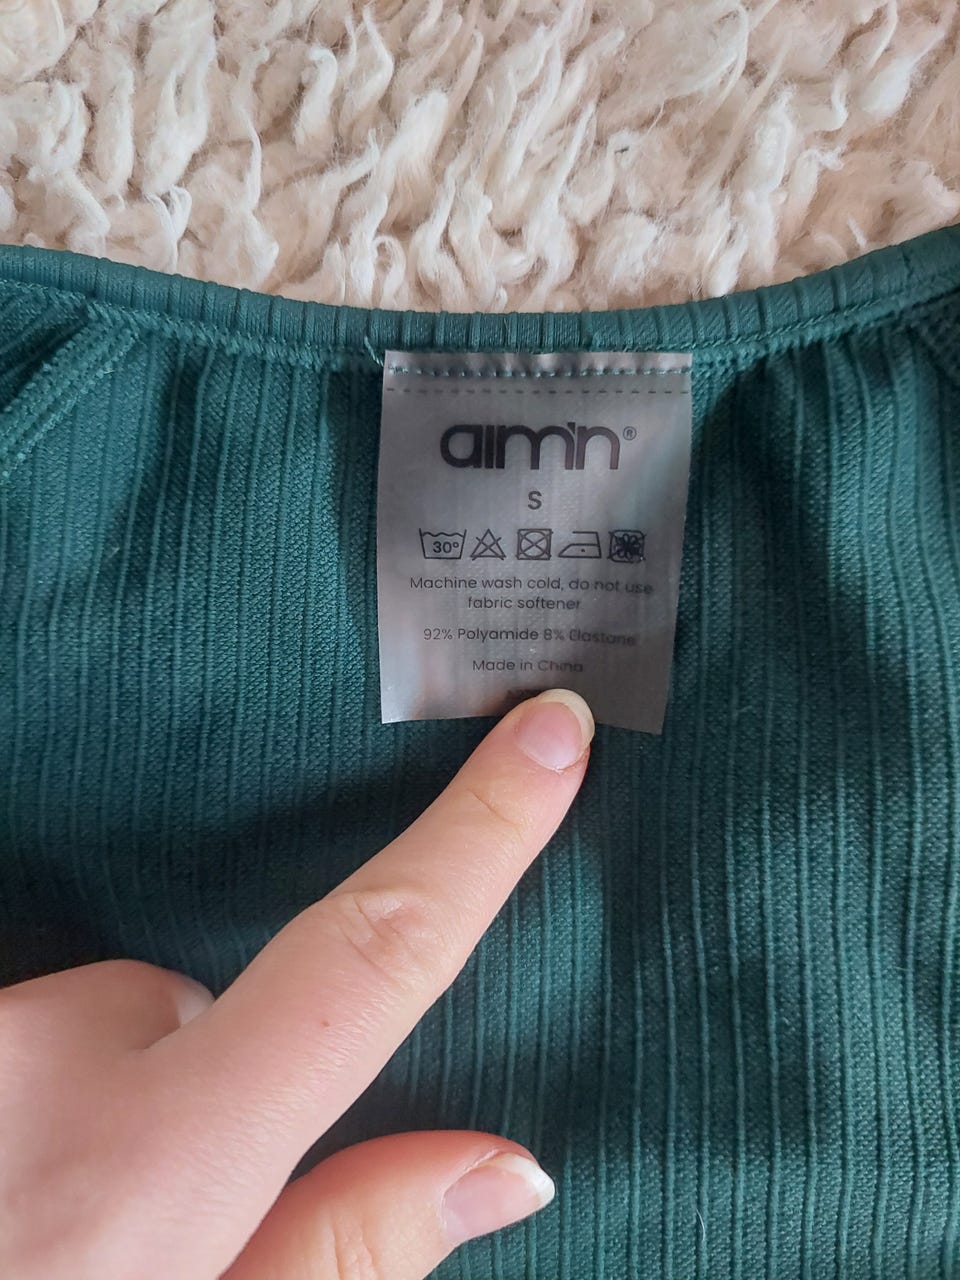 aim'n®
S
30°
Machine wash cold, do not use
fabric softener
92% Polyamide 8% Elastane
Made in China